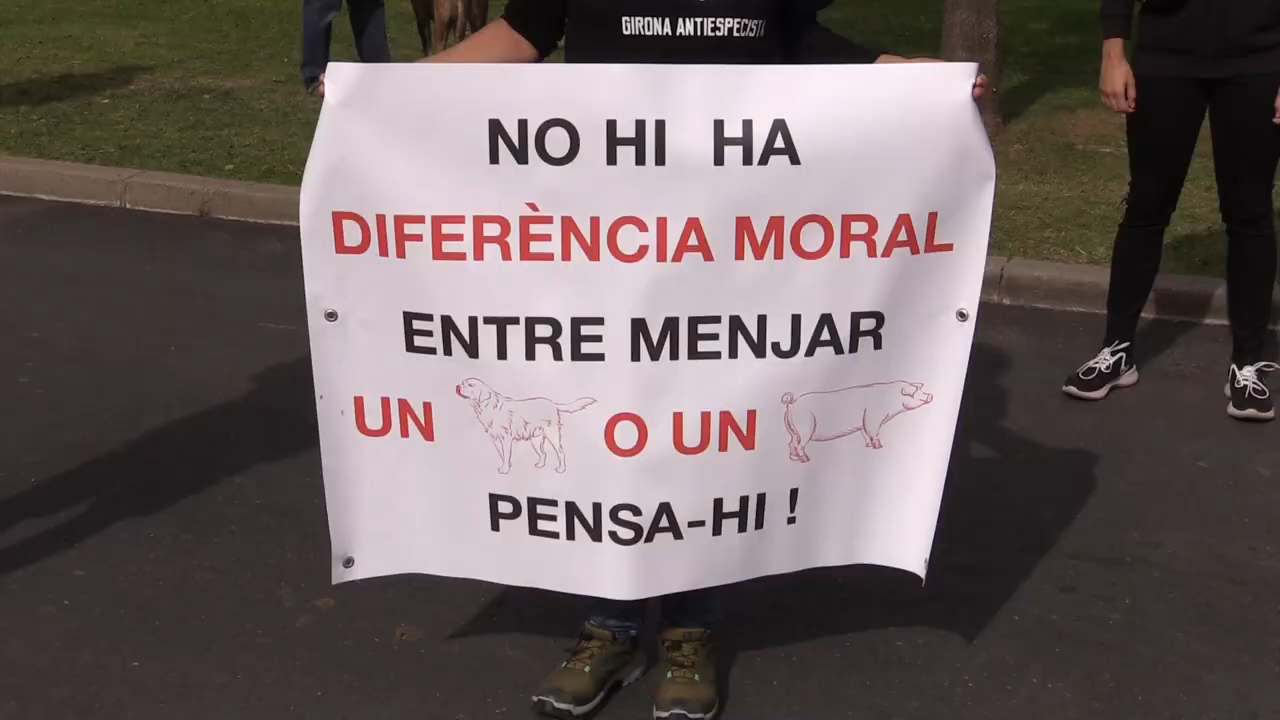 GIRONA ANTIESPECISTA
NO HI HA
DIFERÈNCIA MORAL
ENTRE MENJAR
UN O UN
PENSA-HI !